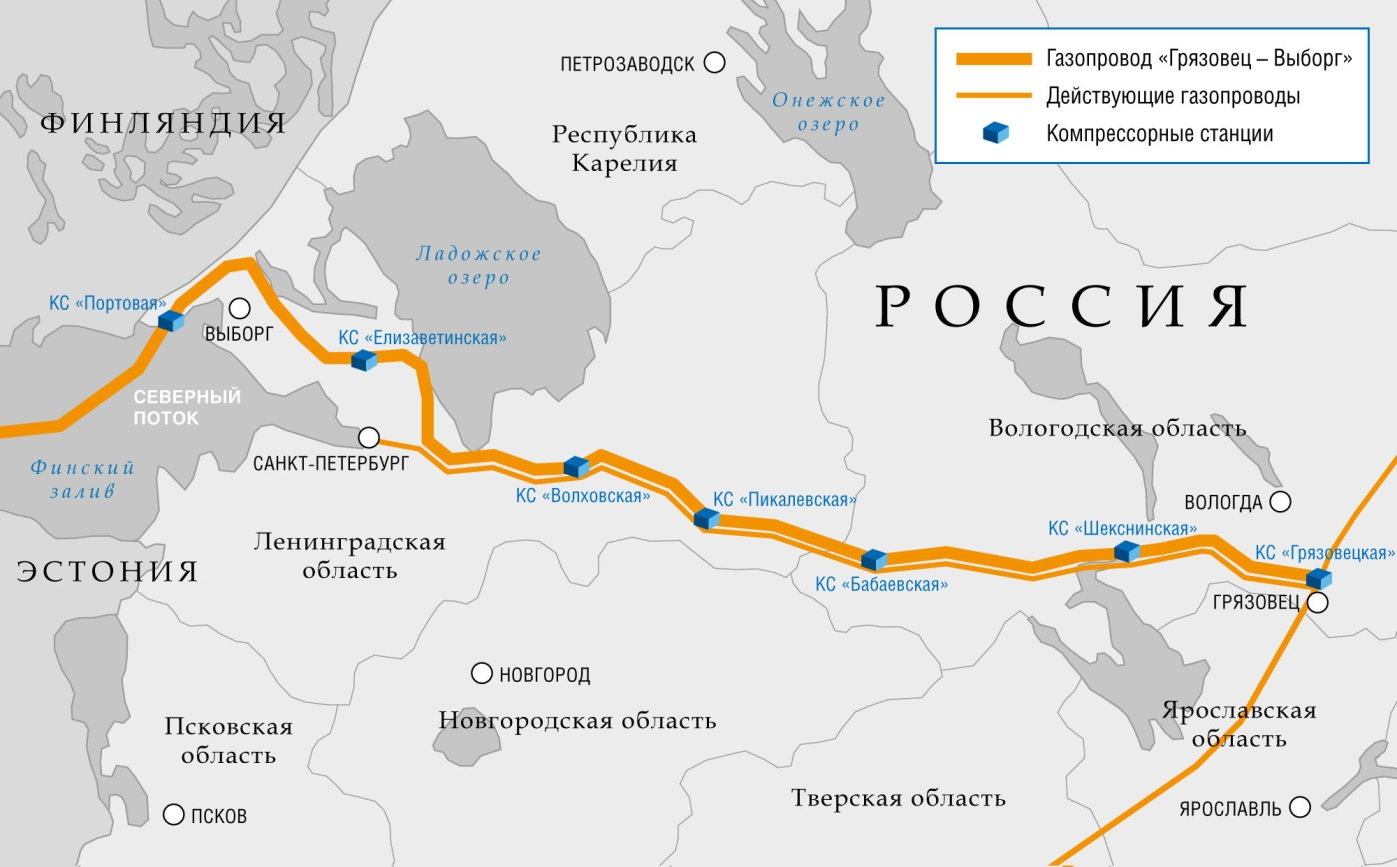 ПЕТРОЗАВОДСК
Онежское
озеро
Газопровод «Грязовец – Выборг»
Действующие газопроводы
Компрессорные станции
ФИНЛЯНДИЯ
Республика
Карелия
Ладожское
озеро
РОССИЯ
КС «Портовая»
ВЫБОРГ
КС «Елизаветинская»
СЕВЕРНЫЙ
ПОТОК
Вологодская область
Финский
залив
САНКТ-ПЕТЕРБУРГ
КС «Волховская»
КС «Пикалевская»
ВОЛОГДА
КС «Шекснинская»
КС «Грязовецкая»
Ленинградская
область
ЭСТОНИЯ
КС «Бабаевская»
ГРЯЗОВЕЦ
НОВГОРОД
Новгородская область
Псковская
область
Ярославская
область
Тверская область
ЯРОСЛАВЛЬ
ПСКОВ